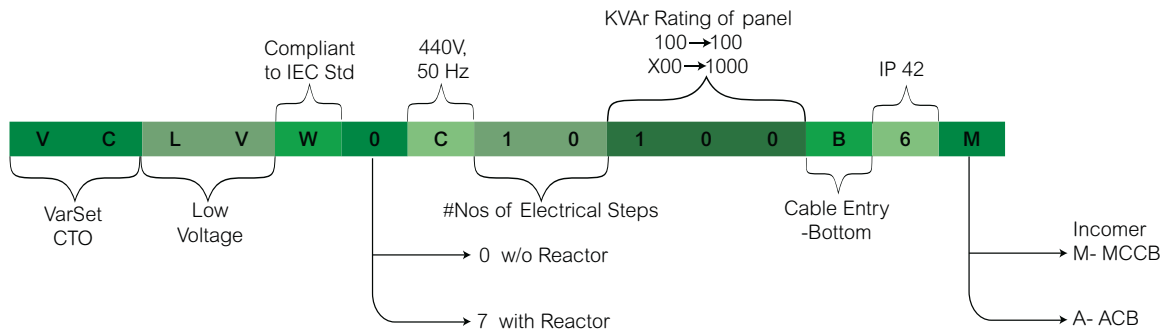 KVAr Rating of panel
100→100
X00→1000
Compliant
to IEC Std
440V,
50 Hz
IP 42
V C L V W 0 C 1 0 1 0 0 B 6 M
VarSet
CTO
Low
Voltage
#Nos of Electrical Steps
Cable Entry
-Bottom
0 w/o Reactor
7 with Reactor
Incomer
M- MCCB
A- ACB